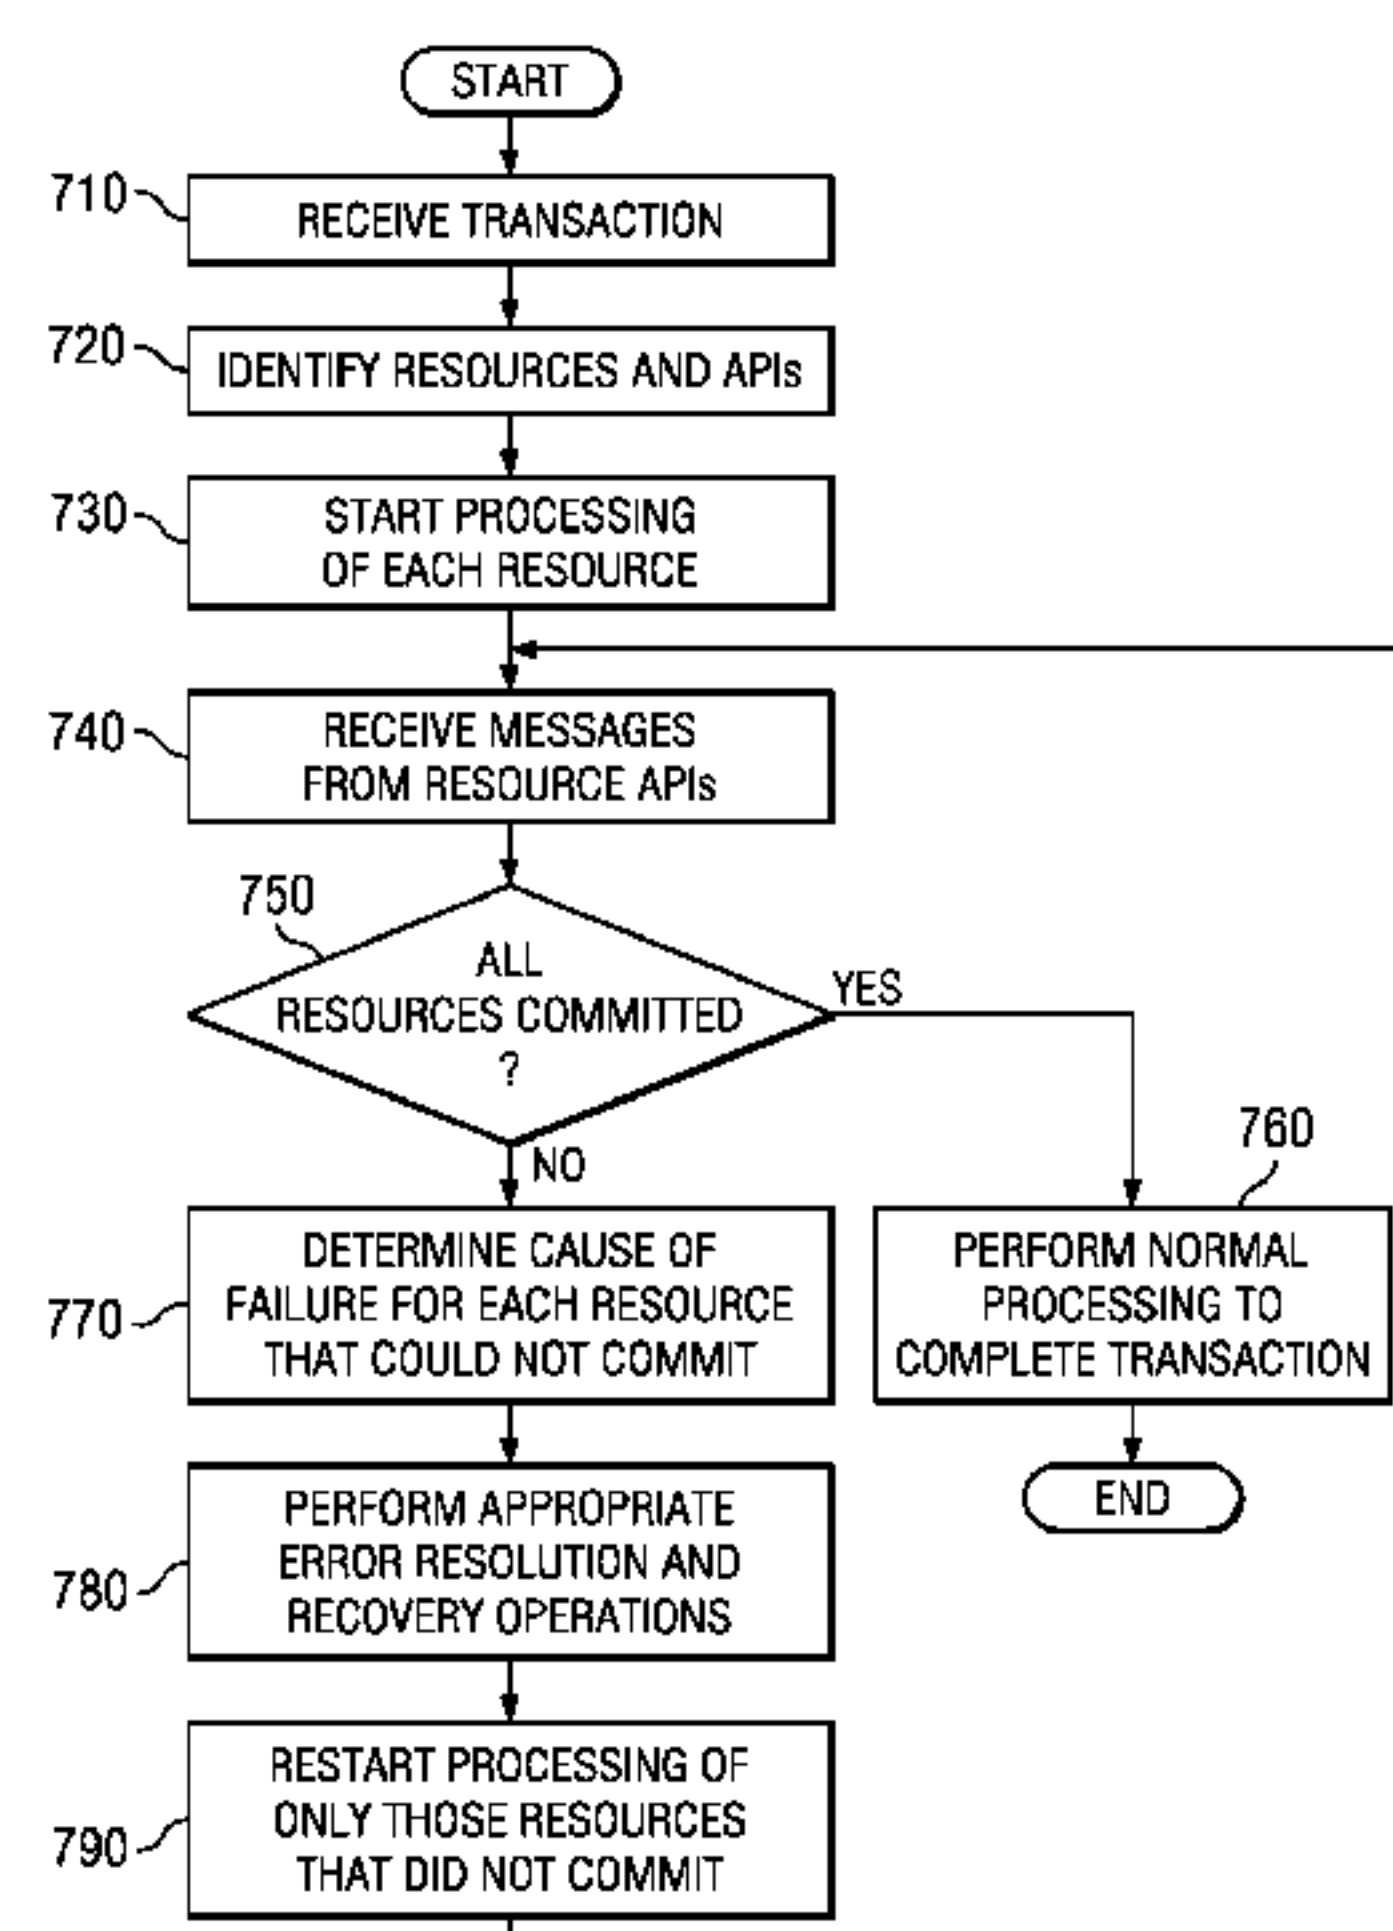 START
710
RECEIVE TRANSACTION
720
IDENTIFY RESOURCES AND APIs
730
START PROCESSING
OF EACH RESOURCE
740
RECEIVE MESSAGES
FROM RESOURCE APIs
750
ALL
RESOURCES COMMITTED
?
YES
NO
760
PERFORM NORMAL
PROCESSING TO
COMPLETE TRANSACTION
END
770
DETERMINE CAUSE OF
FAILURE FOR EACH RESOURCE
THAT COULD NOT COMMIT
780
PERFORM APPROPRIATE
ERROR RESOLUTION AND
RECOVERY OPERATIONS
790
RESTART PROCESSING OF
ONLY THOSE RESOURCES
THAT DID NOT COMMIT